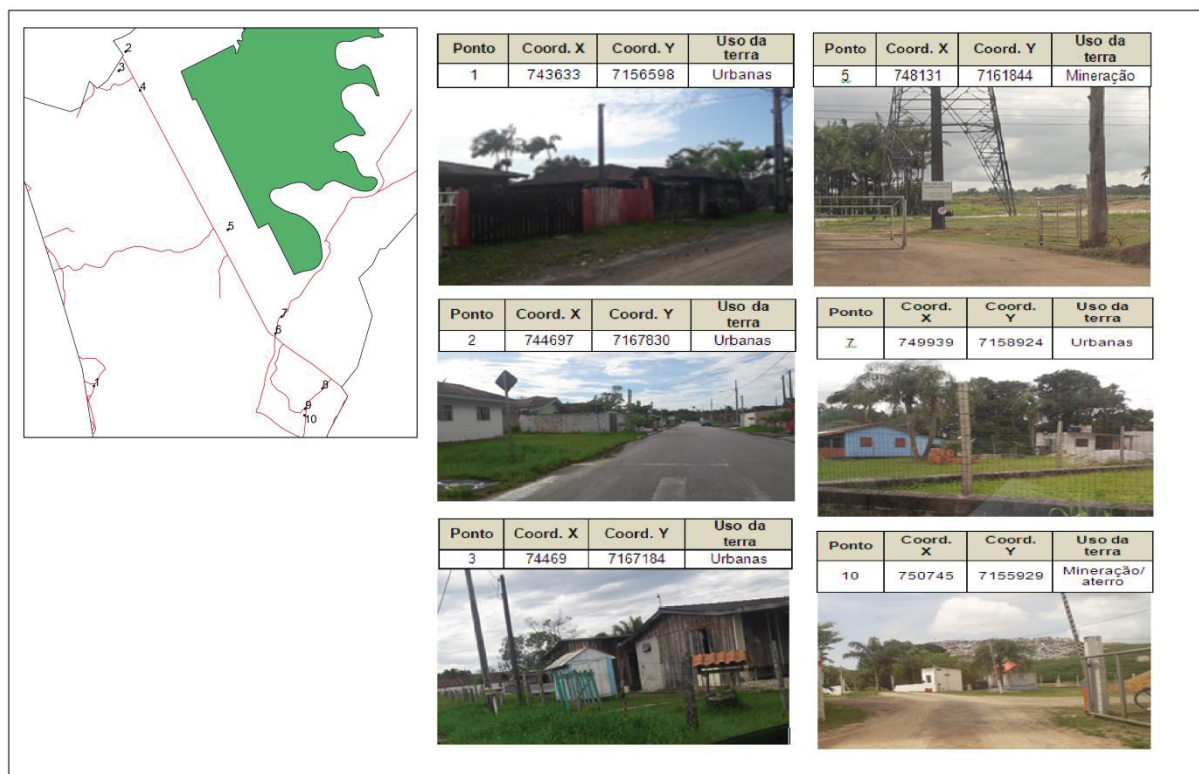 2
3
4
5
7
6
1
8
9
10
Ponto Coord. X Coord. Y Uso da terra
1 743633 7156598 Urbanas
Ponto Coord. X Coord. Y Uso da terra
2 744697 7167830 Urbanas
Ponto Coord. X Coord. Y Uso da terra
3 74469 7167184 Urbanas
Ponto Coord. X Coord. Y Uso da terra
5 748131 7161844 Mineração
Ponto Coord. X Coord. Y Uso da terra
7 749939 7158924 Urbanas
Ponto Coord. X Coord. Y Uso da terra
10 750745 7155929 Mineração/ aterro